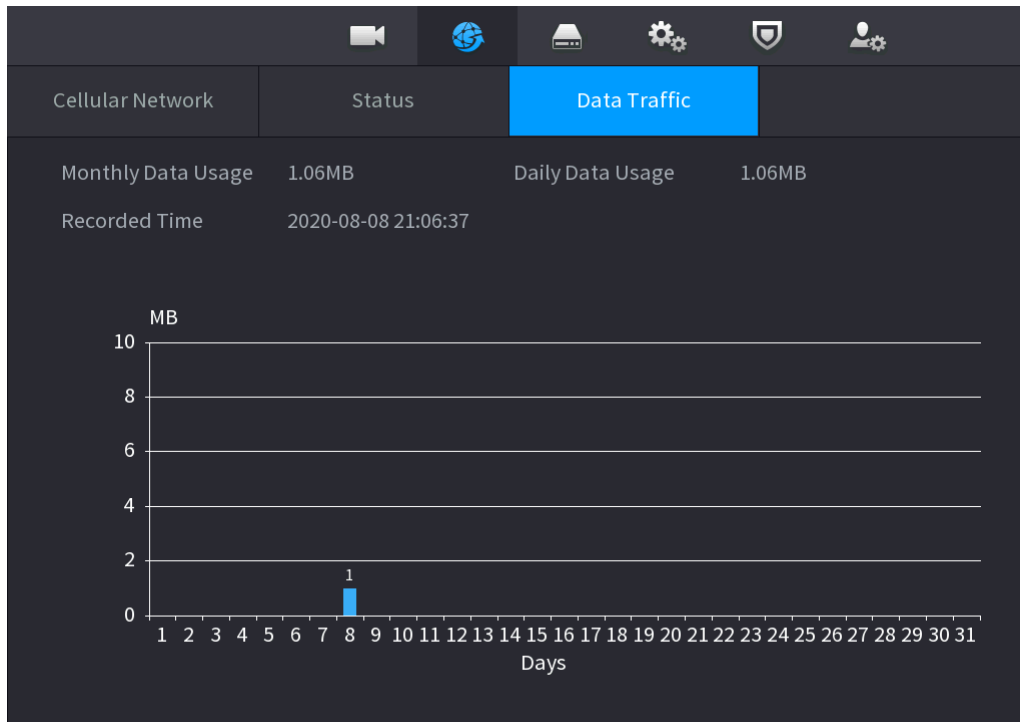 Cellular Network Status Data Traffic
Monthly Data Usage 1.06MB Daily Data Usage 1.06MB
Recorded Time 2020-08-08 21:06:37
MB
10
8
6
4
2
1
0
1 2 3 4 5 6 7 8 9 10 11 12 13 14 15 16 17 18 19 20 21 22 23 24 25 26 27 28 29 30 31
Days